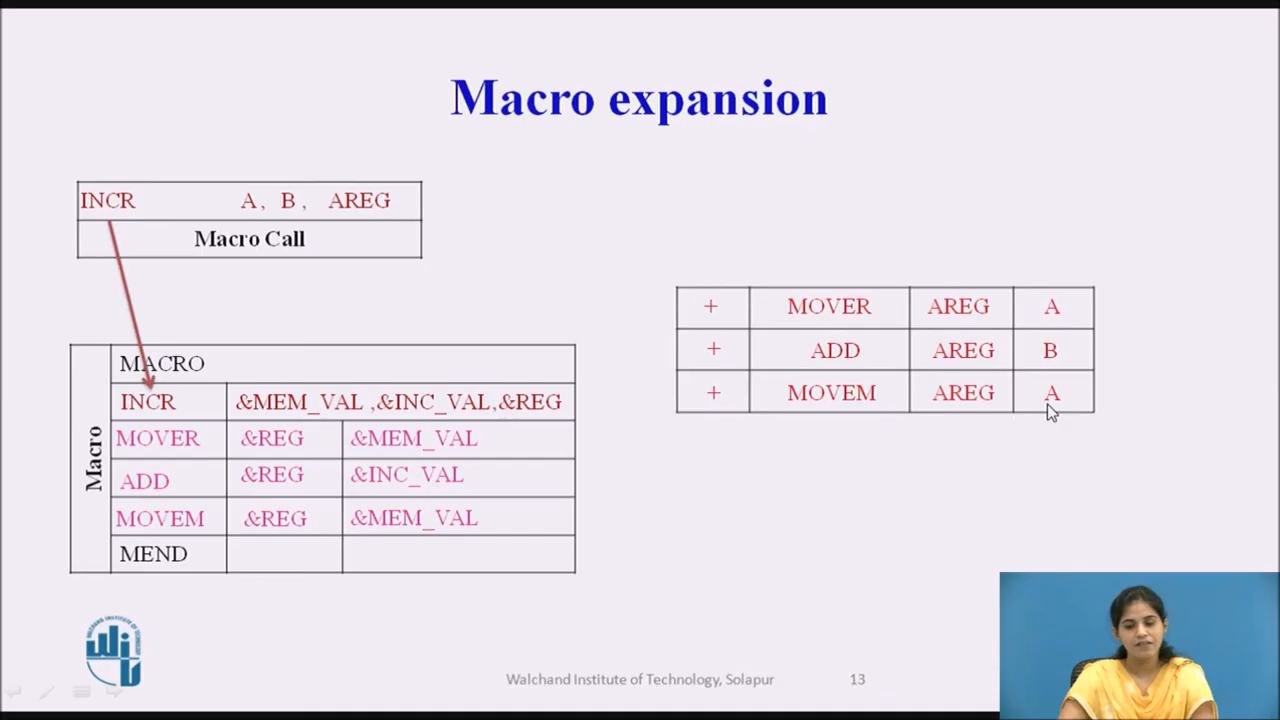 Macro expansion
INCR A , B , AREG
Macro Call
Macro
MACRO
INCR &MEM_VAL ,&INC_VAL,&REG
MOVER &REG &MEM_VAL
ADD &REG &INC_VAL
MOVEM &REG &MEM_VAL
MEND
+ MOVER AREG A
+ ADD AREG B
+ MOVEM AREG A
Walchand Institute of Technology, Solapur 13